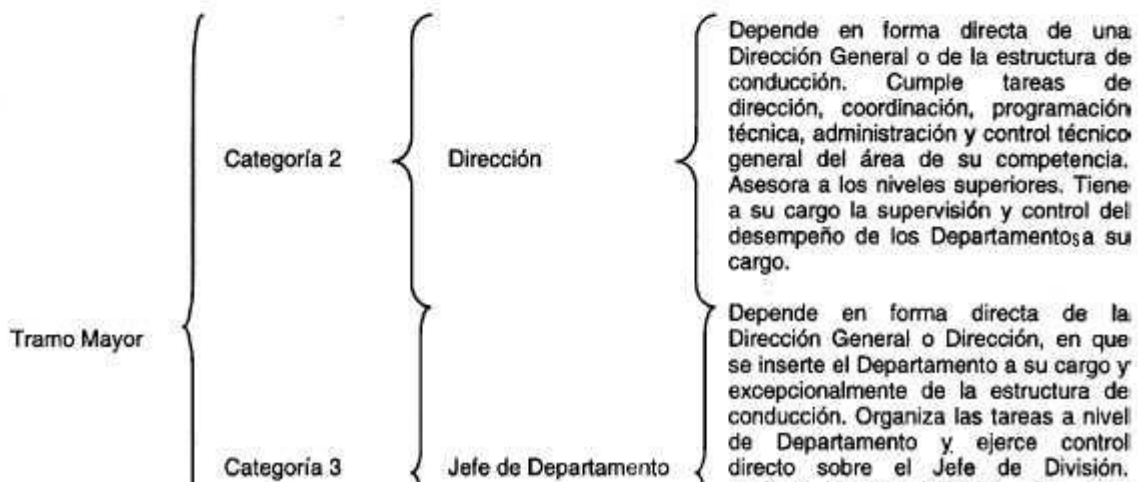 Depende en forma directa de una
Dirección General o de la estructura de
conducción. Cumple tareas de
dirección, coordinación, programación
técnica, administración y control técnico
Categoría 2 Dirección general del área de su competencia.
Asesora a los niveles superiores. Tiene
a su cargo la supervisión y control del
desempeño de los Departamentos a su
cargo.
Depende en forma directa de la
Tramo Mayor Dirección General o Dirección, en que
se inserte el Departamento a su cargo y
excepcionalmente de la estructura de
conducción. Organiza las tareas a nivel
de Departamento y ejerce control
Categoría 3 Jefe de Departamento directo sobre el Jefe de División.